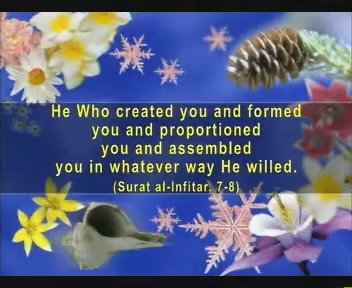 He Who created you and formed
you and proportioned
you and assembled
you in whatever way He willed.
(Surat al-Infitar, 7-8)